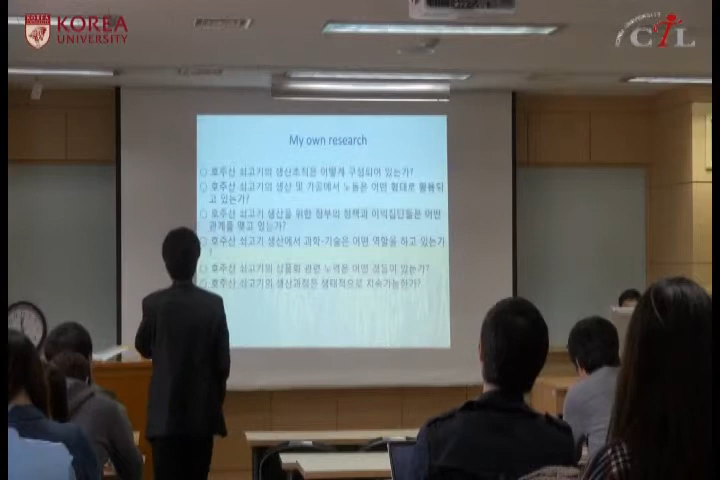 KOREA
UNIVERSITY
KOREA UNIVERSITY
CTL
My own research
호주산 쇠고기의 생산조직은 어떻게 구성되어 있는가?
호주산 쇠고기의 생산 및 가공에서 노동은 어떤 형태로 활용되
고 있는가?
호주산 쇠고기 생산을 위한 정부의 정책과 이익집단들은 어떤
관계를 맺고 있는가?
호주산 쇠고기 생산에서 과학·기술은 어떤 역할을 하고 있는가
?
호주산 쇠고기의 상품화 관련 노력은 어떤 점들이 있는가?
호주산 쇠고기의 생산과정은 생태적으로 지속가능한가?